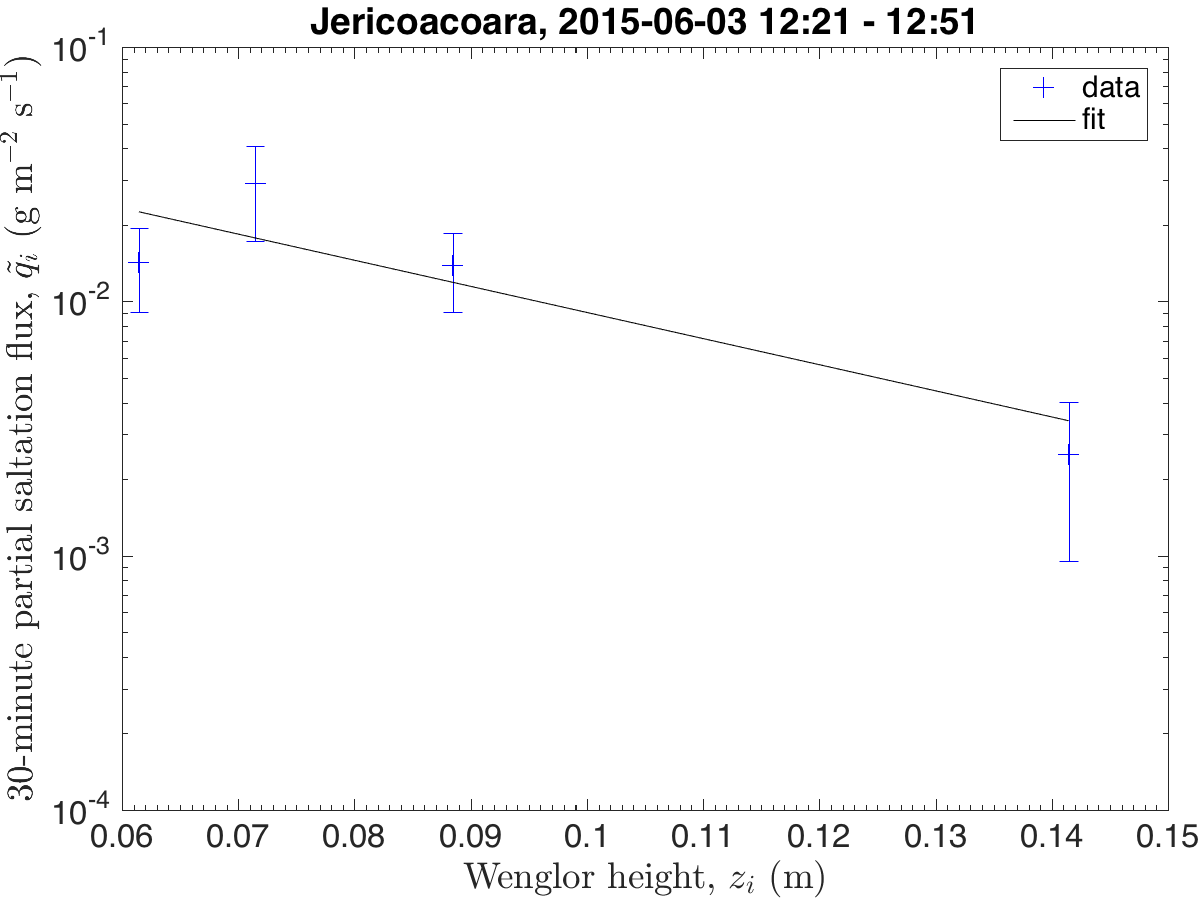 Jericoacoara, 2015-06-03 12:21 - 12:51
30-minute partial saltation flux, q̃ᵢ (g m⁻² s⁻¹)
10⁻¹
10⁻²
10⁻³
10⁻⁴
data
fit
0.06 0.07 0.08 0.09 0.1 0.11 0.12 0.13 0.14 0.15
Wenglor height, zᵢ (m)